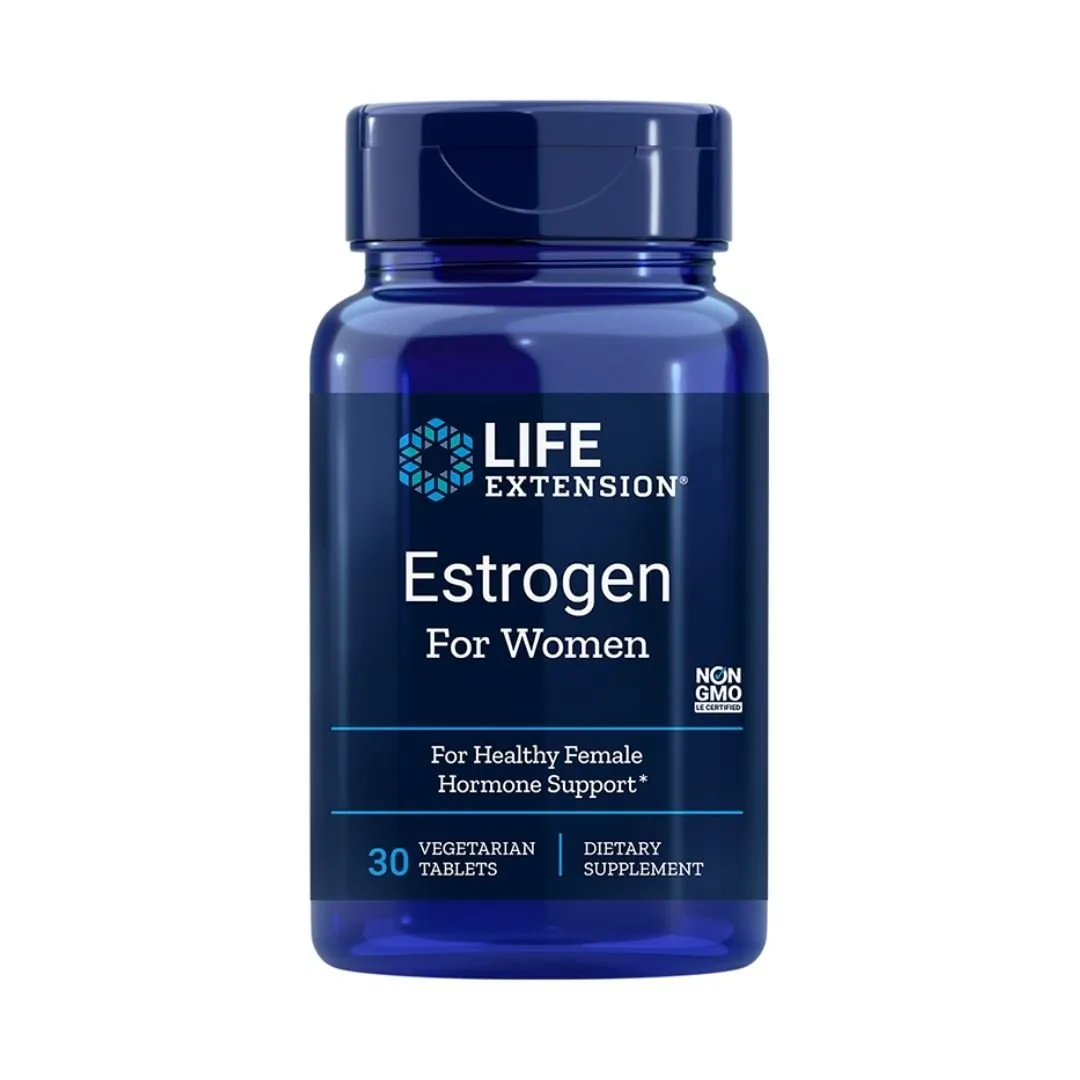 LIFE
EXTENSION®
Estrogen
For Women
NON
GMO
LE CERTIFIED
For Healthy Female
Hormone Support*
30 VEGETARIAN
TABLETS
DIETARY
SUPPLEMENT